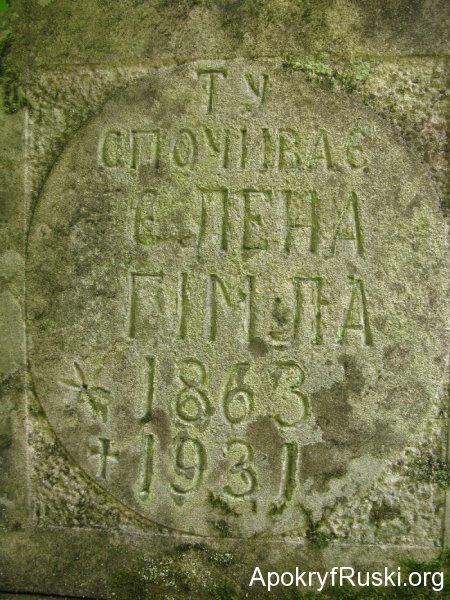 ТУ
СПОЧИВАЄ
ЄЛЕНА
ГІМЛА
* 1863
+ 1931
ApokryfRuski.org